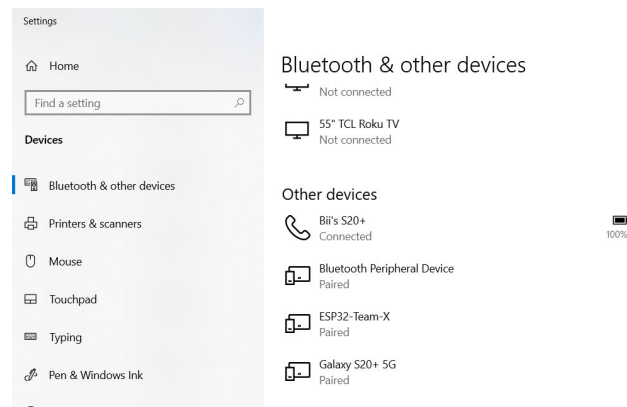 Settings
Home
Find a setting
Devices
Bluetooth & other devices
Printers & scanners
Mouse
Touchpad
Typing
Pen & Windows Ink
Bluetooth & other devices
Not connected
55" TCL Roku TV
Not connected
Other devices
Bii's S20+
Connected
100%
Bluetooth Peripheral Device
Paired
ESP32-Team-X
Paired
Galaxy S20+ 5G
Paired